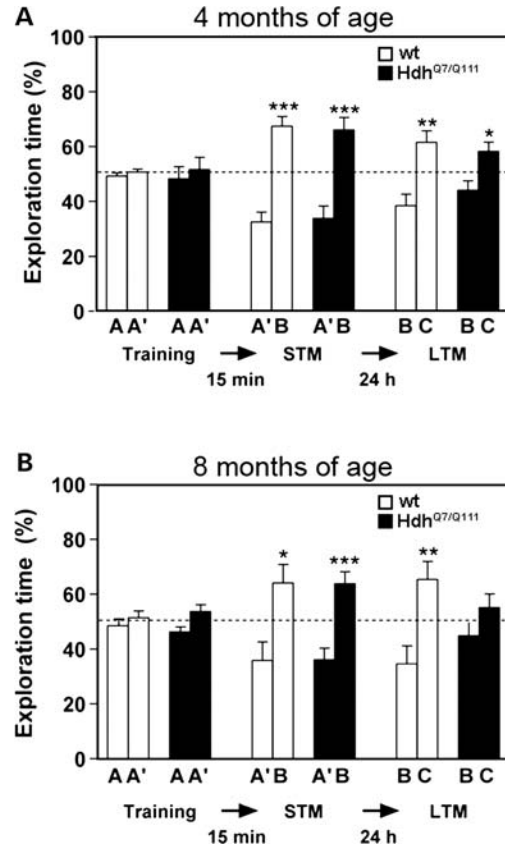 A 4 months of age
Exploration time (%)
100
80
60
40
20
0
wt
Hdh^Q7/Q111
*** *** ** *
A A' A A' A' B A' B B C B C
Training → STM → LTM
15 min 24 h
B 8 months of age
Exploration time (%)
100
80
60
40
20
0
wt
Hdh^Q7/Q111
* *** **
A A' A A' A' B A' B B C B C
Training → STM → LTM
15 min 24 h